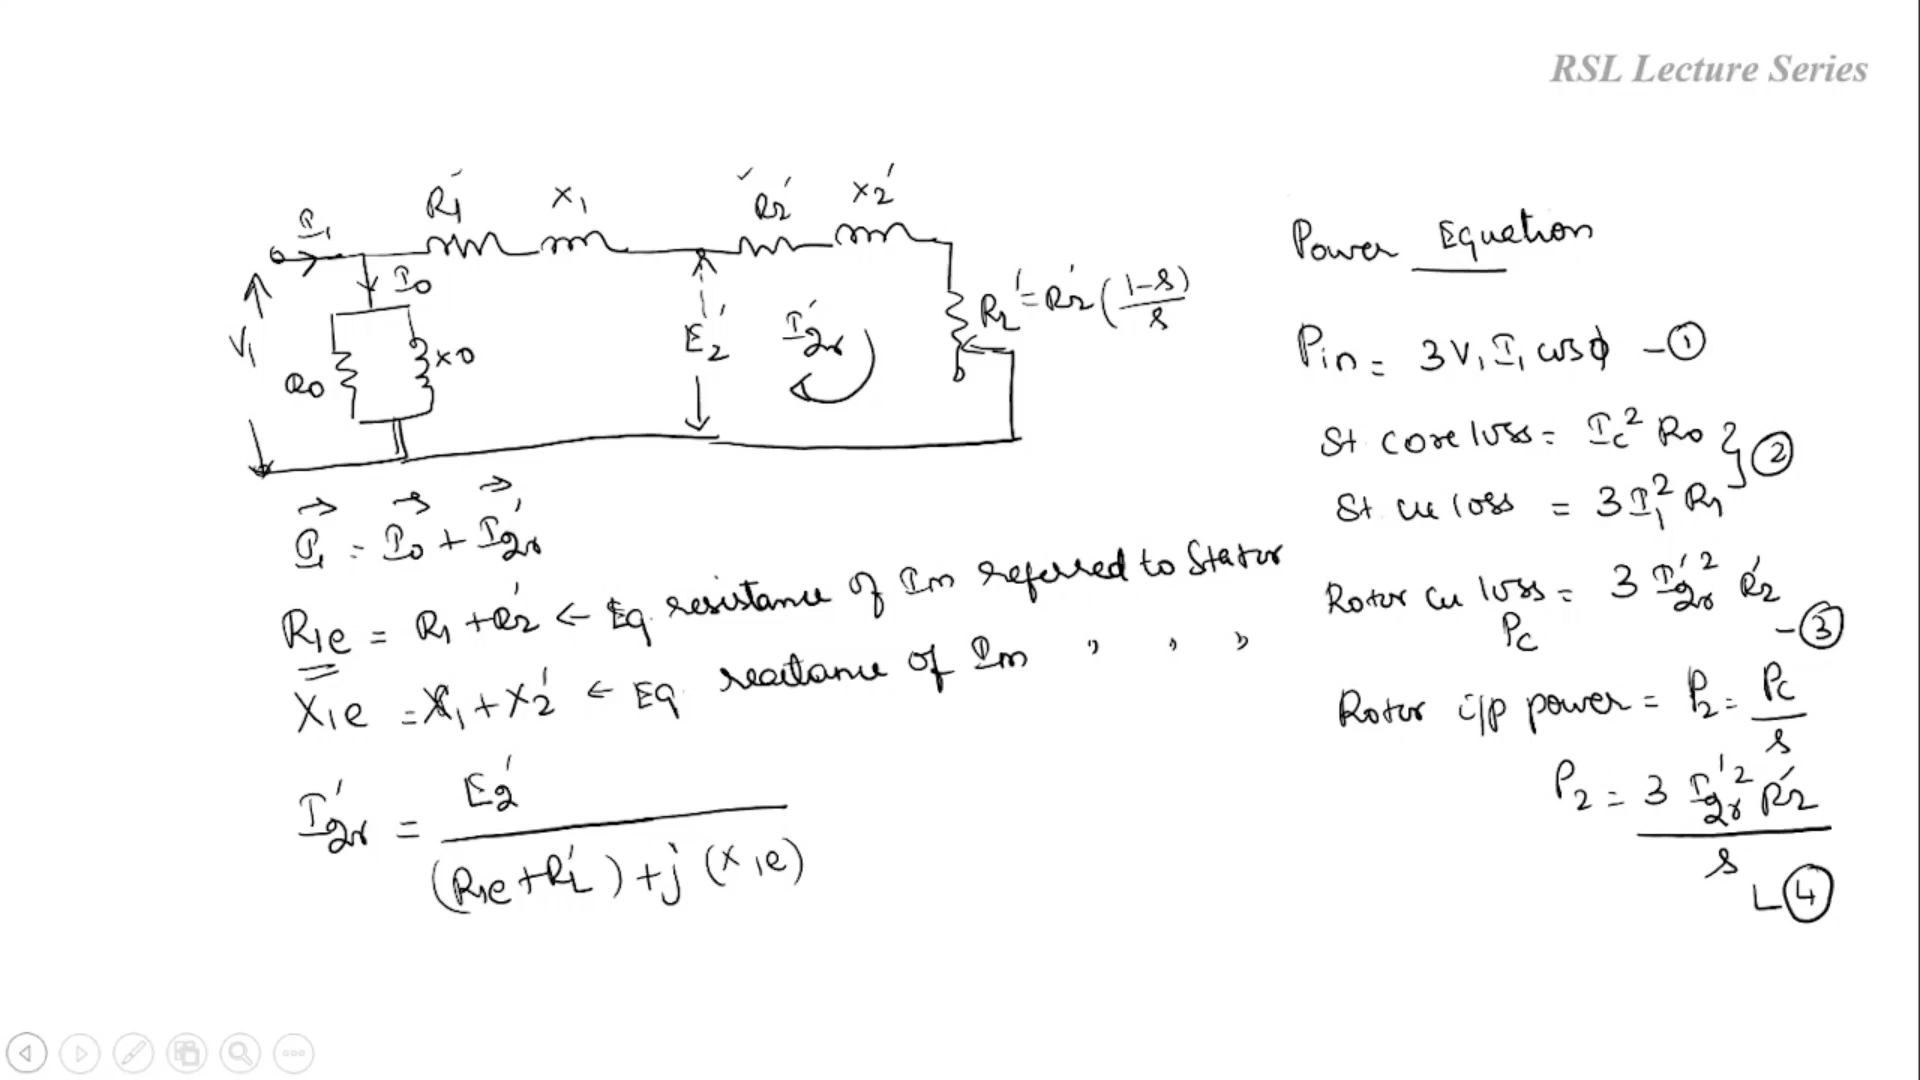 RSL Lecture Series
R1 X1 R2' X2'
I1
I0
V1
R0 X0
E2' I2r'
RL' = R2' (1-s)/s
I1 = I0 + I2r'
R1e = R1 + R2' ← Eq. resistance of Im referred to Stator
X1e = X1 + X2' ← Eq. reactance of Im " " "
I2r' = E2' / (R1e + RL') + j (X1e)
Power Equation
Pin = 3 V1 I1 cosϕ - ①
St core loss = Ic² R0
St cu loss = 3 I1² R1 } ②
Rotor cu loss = 3 I2r'² R2'
Pc - ③
Rotor i/p power = P2 = Pc / s
P2 = 3 I2r'² R2' / s
④